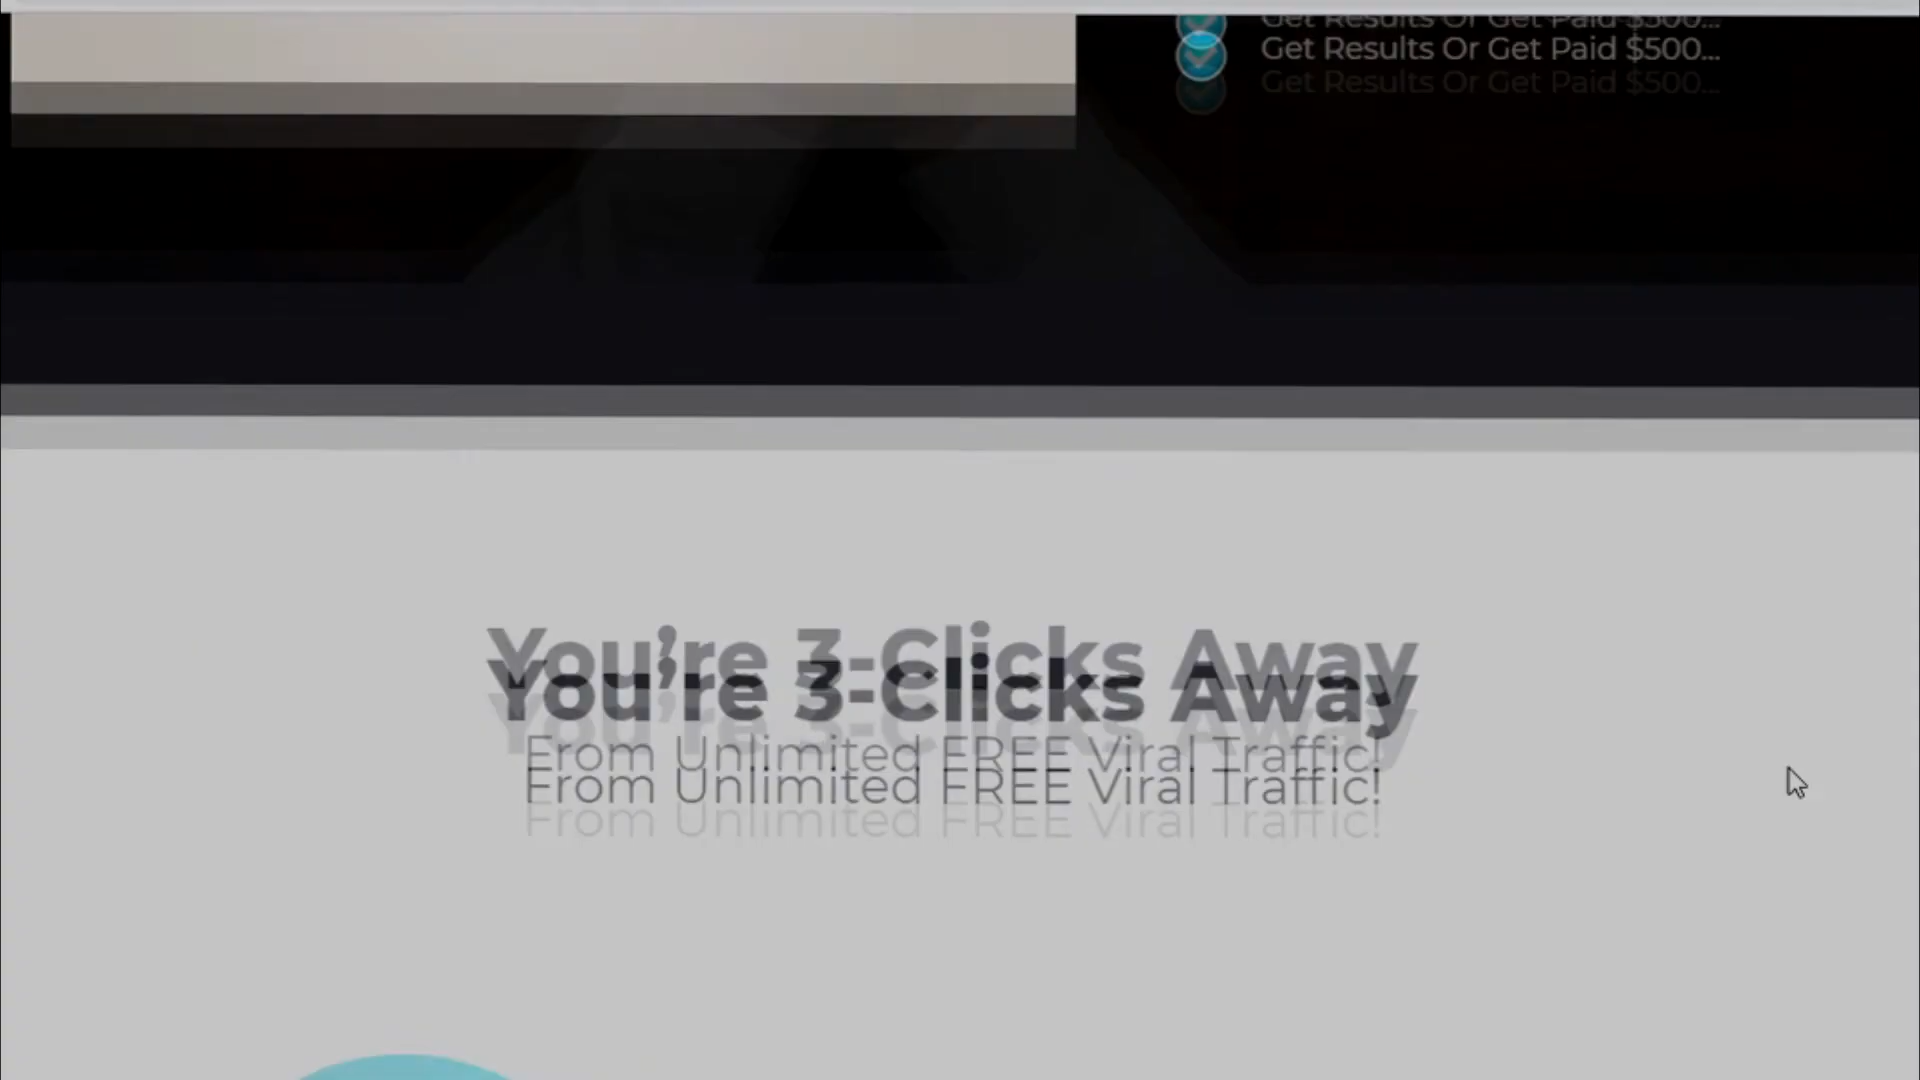 Get Results Or Get Paid $500...
You're 3-Clicks Away
From Unlimited FREE Viral Traffic!